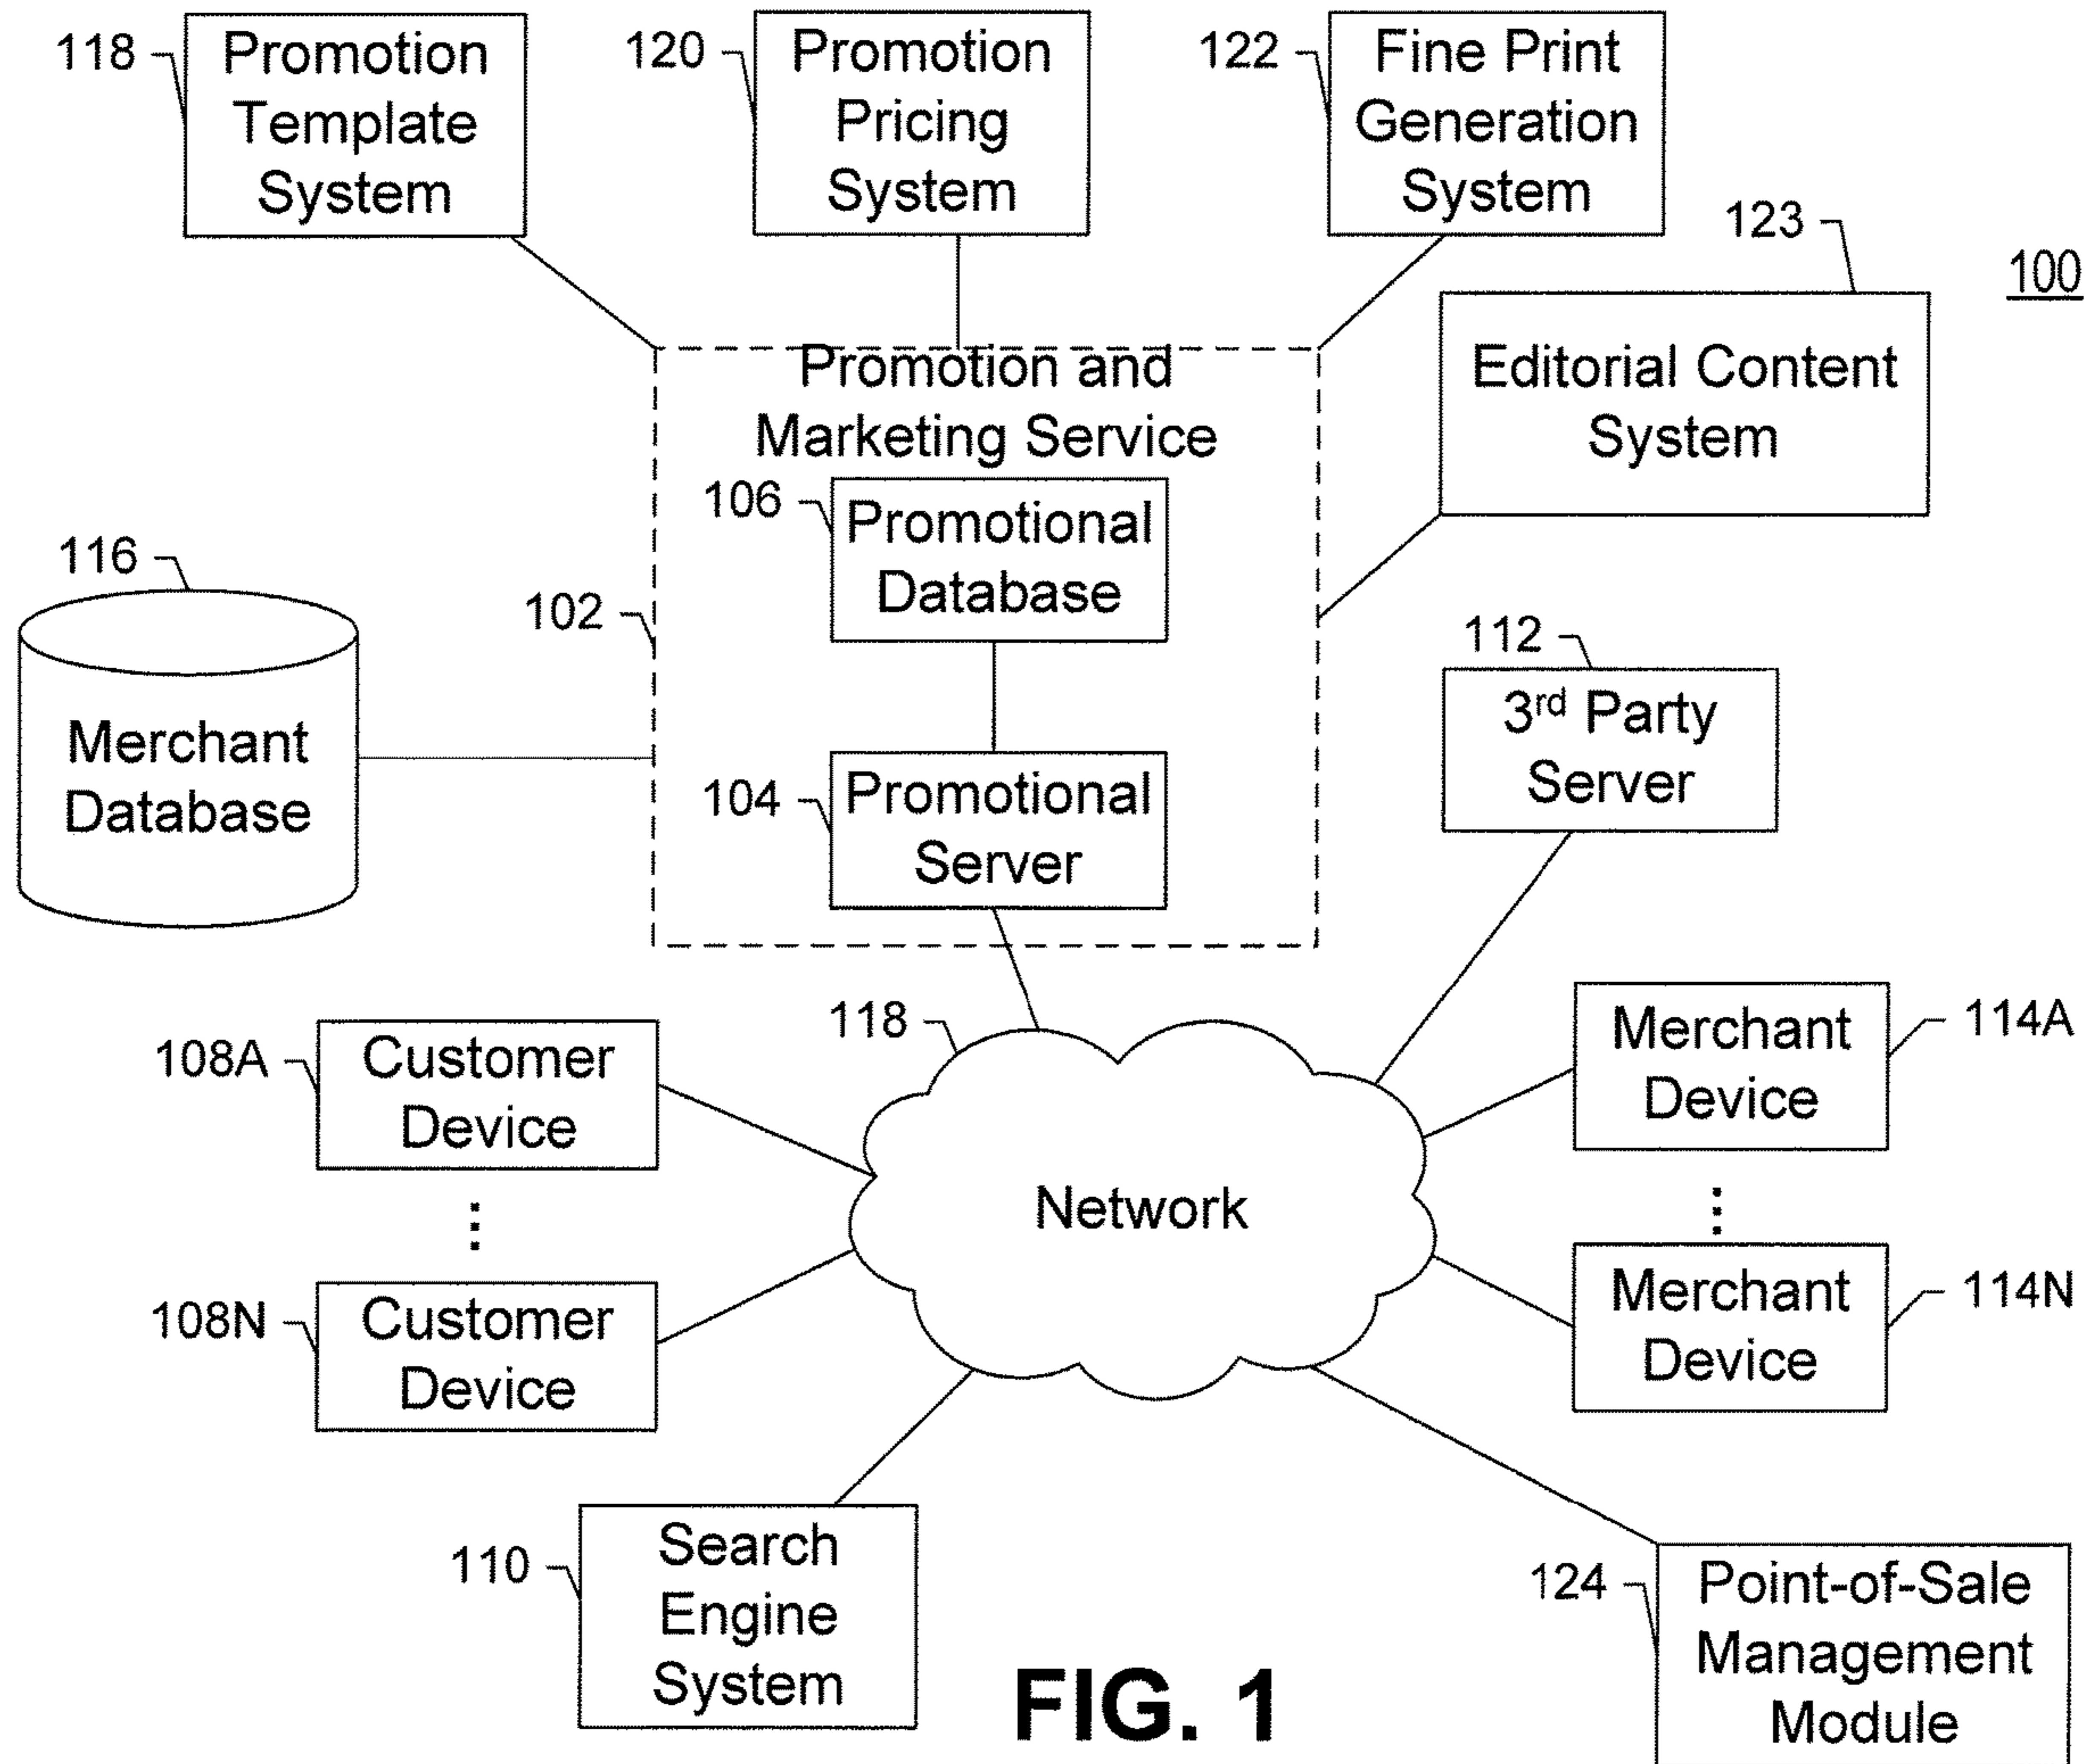 118
Promotion
Template
System
120
Promotion
Pricing
System
122
Fine Print
Generation
System
123
100
Editorial Content
System
Promotion and
Marketing Service
106
Promotional
Database
116
Merchant
Database
102
112
3rd Party
Server
104
Promotional
Server
118
Network
108A
Customer
Device
⋮
108N
Customer
Device
Merchant
Device
114A
⋮
Merchant
Device
114N
110
Search
Engine
System
124
Point-of-Sale
Management
Module
FIG. 1